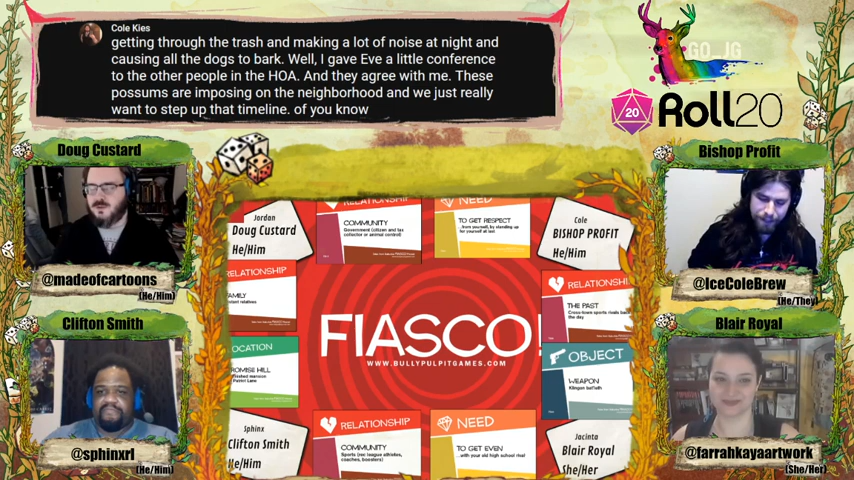 Cole Kies
getting through the trash and making a lot of noise at night and
causing all the dogs to bark. Well, I gave Eve a little conference
to the other people in the HOA. And they agree with me. These
possums are imposing on the neighborhood and we just really
want to step up that timeline. of you know
GO_JG
20
Roll20
Doug Custard
@madeofcartoons
(He/Him)
Bishop Profit
@IceColeBrew
(He/They)
Clifton Smith
@sphinxrl
(He/Him)
Blair Royal
@farrahkayaartwork
(She/Her)
Jordan
Doug Custard
He/Him
RELATIONSHIP
COMMUNITY
Government (citizen and tax
collector or animal control)
NEED
TO GET RESPECT
...from yourself, by standing up
for yourself at last
Cole
BISHOP PROFIT
He/Him
RELATIONSHIP
FAMILY
RELATIONSHI
THE PAST
Cross-town sports rivals back
the day
FIASCO!
WWW.BULLYPULPITGAMES.COM
OCATION
ROMISE HILL
OBJECT
WEAPON
Klingon bat'leth
Sphinx
Clifton Smith
He/Him
RELATIONSHIP
COMMUNITY
Sports (rec league athletes,
coaches, boosters)
NEED
TO GET EVEN
...with your old high school rival
Jacinta
Blair Royal
She/Her